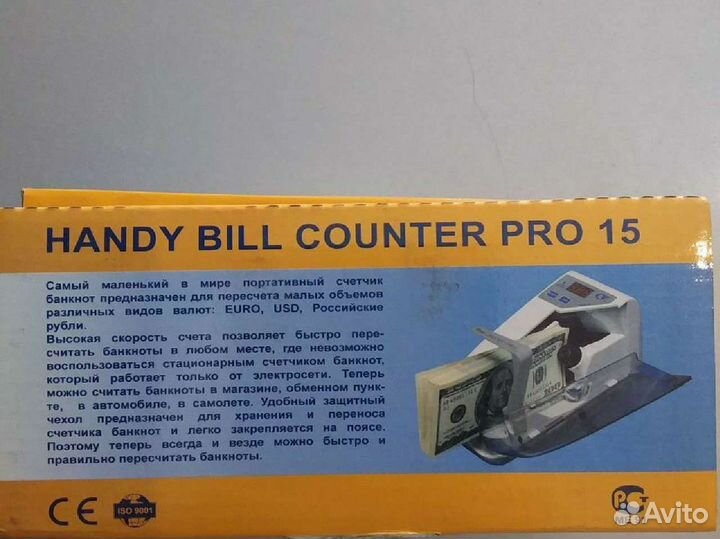 HANDY BILL COUNTER PRO 15
Самый маленький в мире портативный счетчик
банкнот предназначен для пересчета малых объемов
различных видов валют: EURO, USD, Российские
рубли.
Высокая скорость счета позволяет быстро пере-
считать банкноты в любом месте, где невозможно
воспользоваться стационарным счетчиком банкнот,
который работает только от электросети. Теперь
можно считать банкноты в магазине, обменном пунк-
те, в автомобиле, в самолете. Удобный защитный
чехол предназначен для хранения и переноса
счетчика банкнот и легко закрепляется на поясе.
Поэтому теперь всегда и везде можно быстро и
правильно пересчитать банкноты.
CE
ISO 9001
Avito